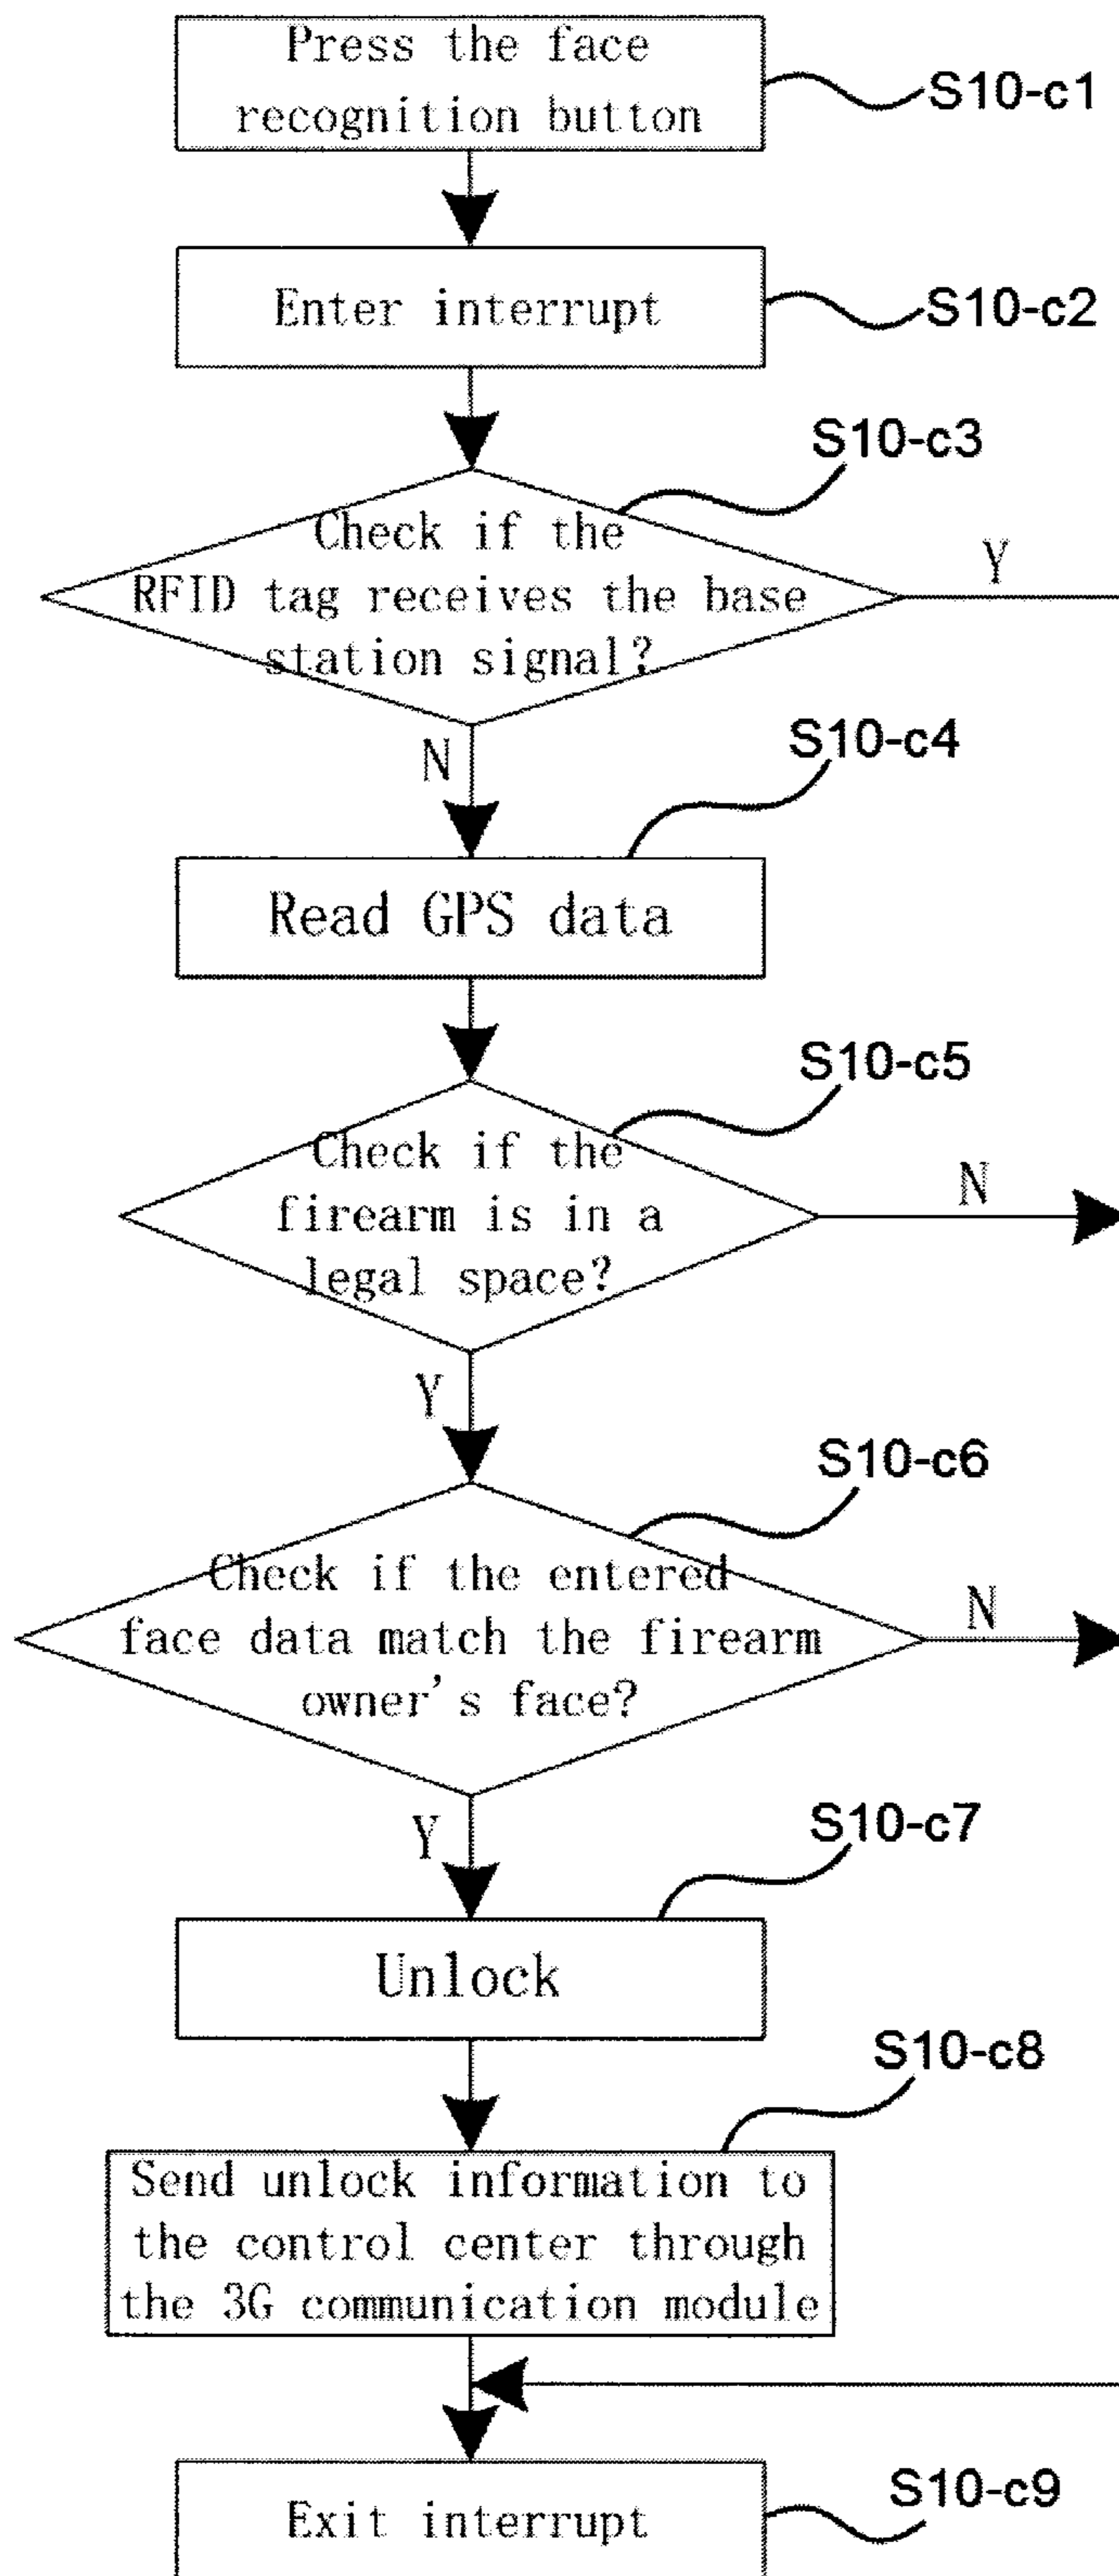 Press the face
recognition button
S10-c1
Enter interrupt
S10-c2
S10-c3
Check if the
RFID tag receives the base
station signal?
Y
N
S10-c4
Read GPS data
S10-c5
Check if the
firearm is in a
legal space?
N
Y
S10-c6
Check if the entered
face data match the firearm
owner's face?
N
Y
S10-c7
Unlock
S10-c8
Send unlock information to
the control center through
the 3G communication module
Exit interrupt
S10-c9